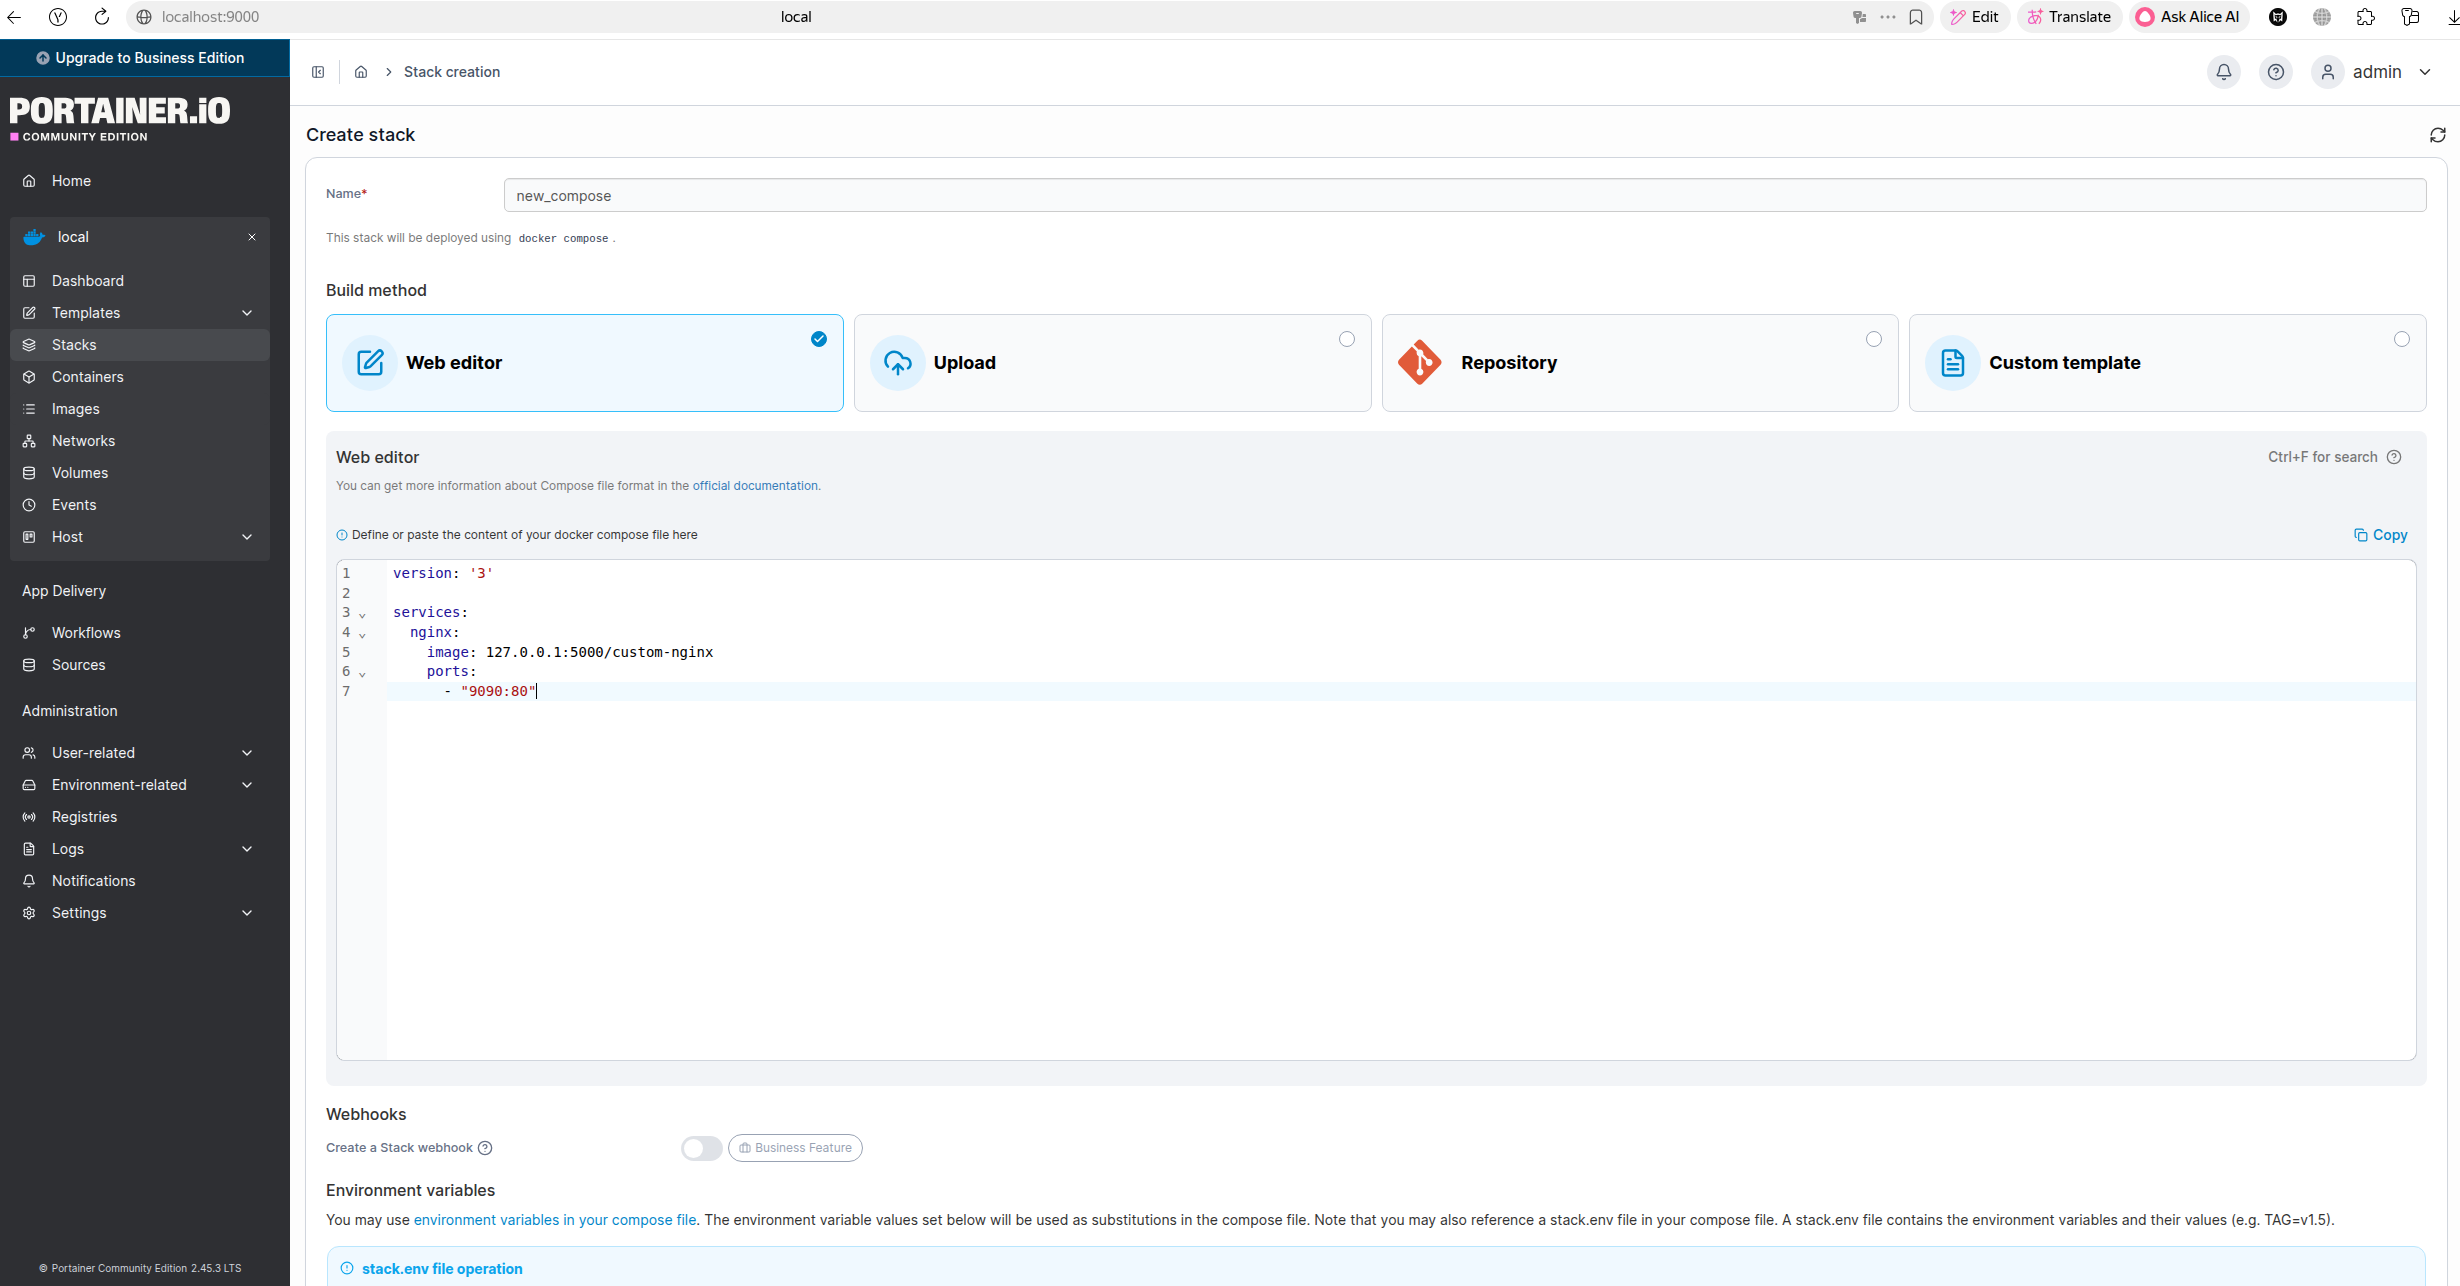 localhost:9000
local
Edit
Translate
Ask Alice AI
Upgrade to Business Edition
PORTAINER.iO
COMMUNITY EDITION
Home
local
Dashboard
Templates
Stacks
Containers
Images
Networks
Volumes
Events
Host
App Delivery
Workflows
Sources
Administration
User-related
Environment-related
Registries
Logs
Notifications
Settings
© Portainer Community Edition 2.45.3 LTS
Stack creation
admin
Create stack
Name*
new_compose
This stack will be deployed using docker compose .
Build method
Web editor
Upload
Repository
Custom template
Web editor
Ctrl+F for search
You can get more information about Compose file format in the official documentation.
Define or paste the content of your docker compose file here
Copy
1 version: '3'
2
3 services:
4   nginx:
5     image: 127.0.0.1:5000/custom-nginx
6     ports:
7       - "9090:80"
Webhooks
Create a Stack webhook
Business Feature
Environment variables
You may use environment variables in your compose file. The environment variable values set below will be used as substitutions in the compose file. Note that you may also reference a stack.env file in your compose file. A stack.env file contains the environment variables and their values (e.g. TAG=v1.5).
stack.env file operation